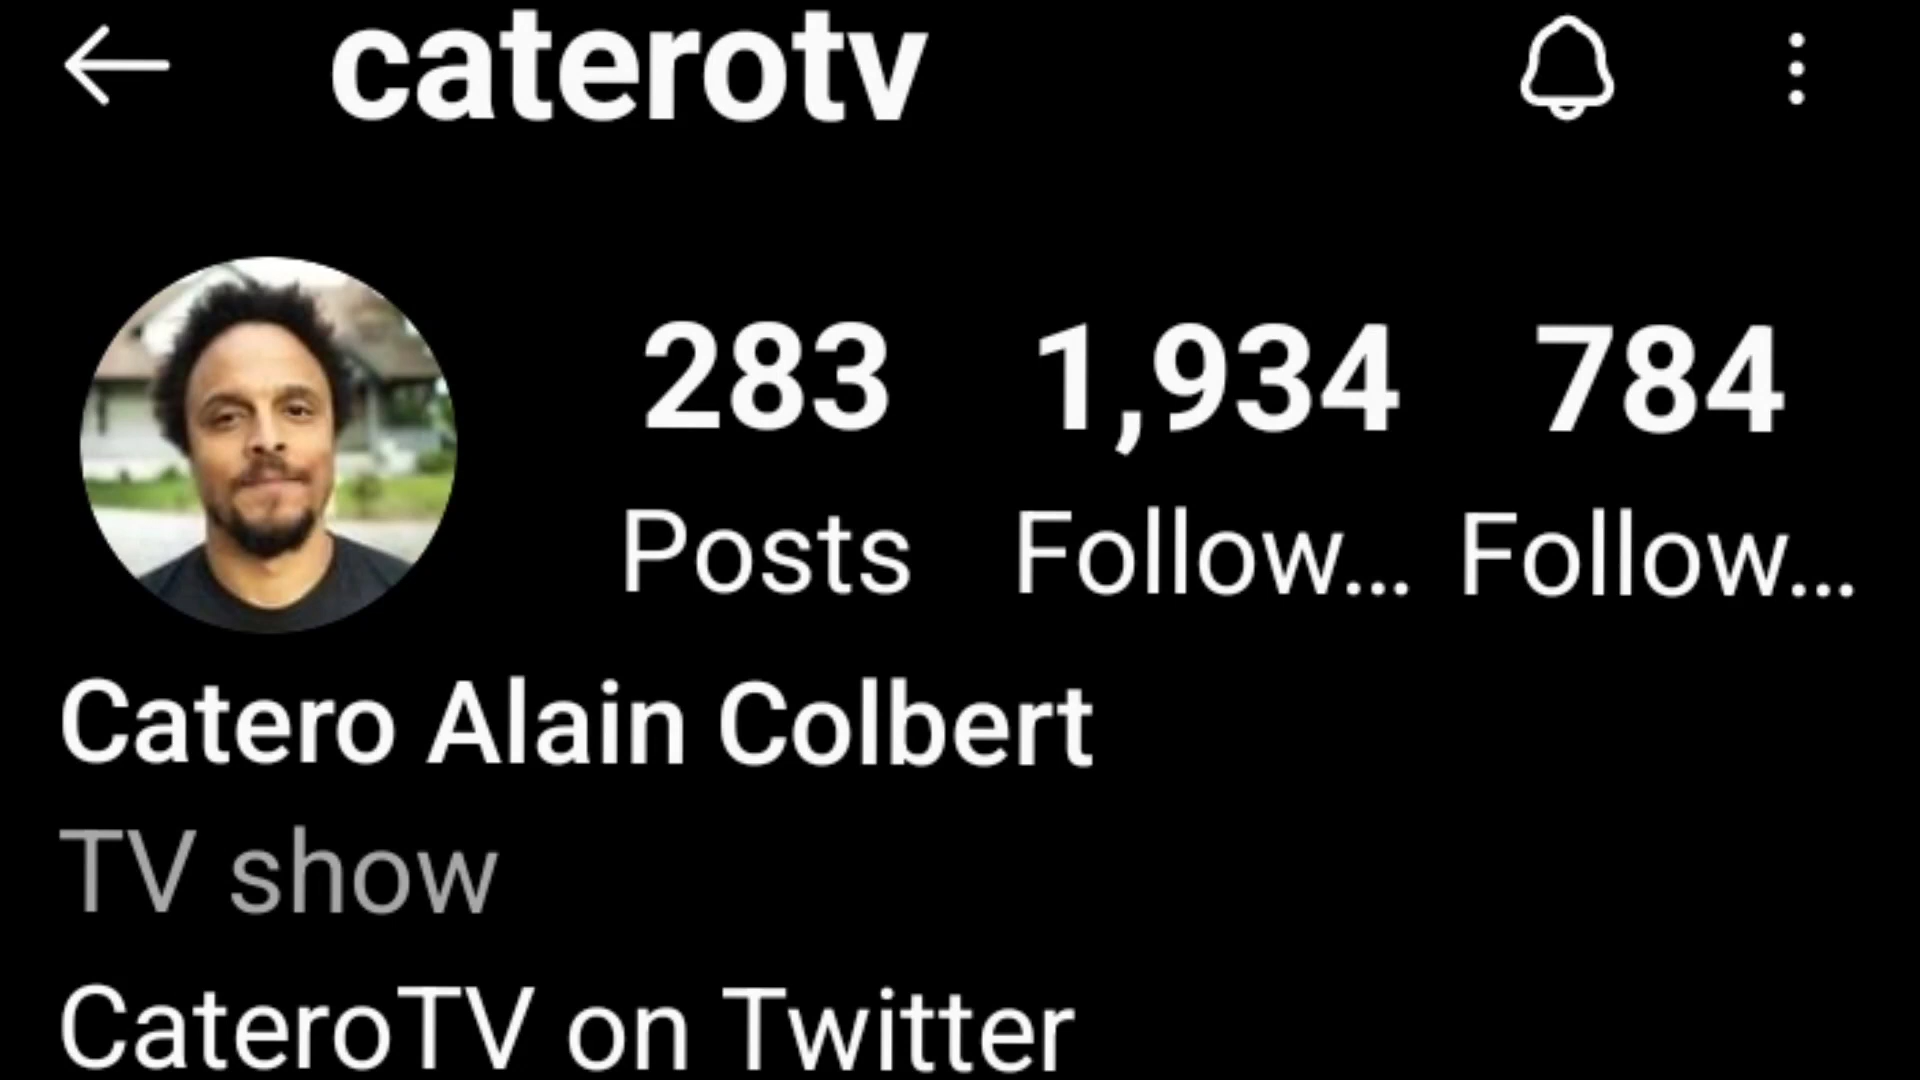 caterotv
283 1,934 784
Posts Follow... Follow...
Catero Alain Colbert
TV show
CateroTV on Twitter